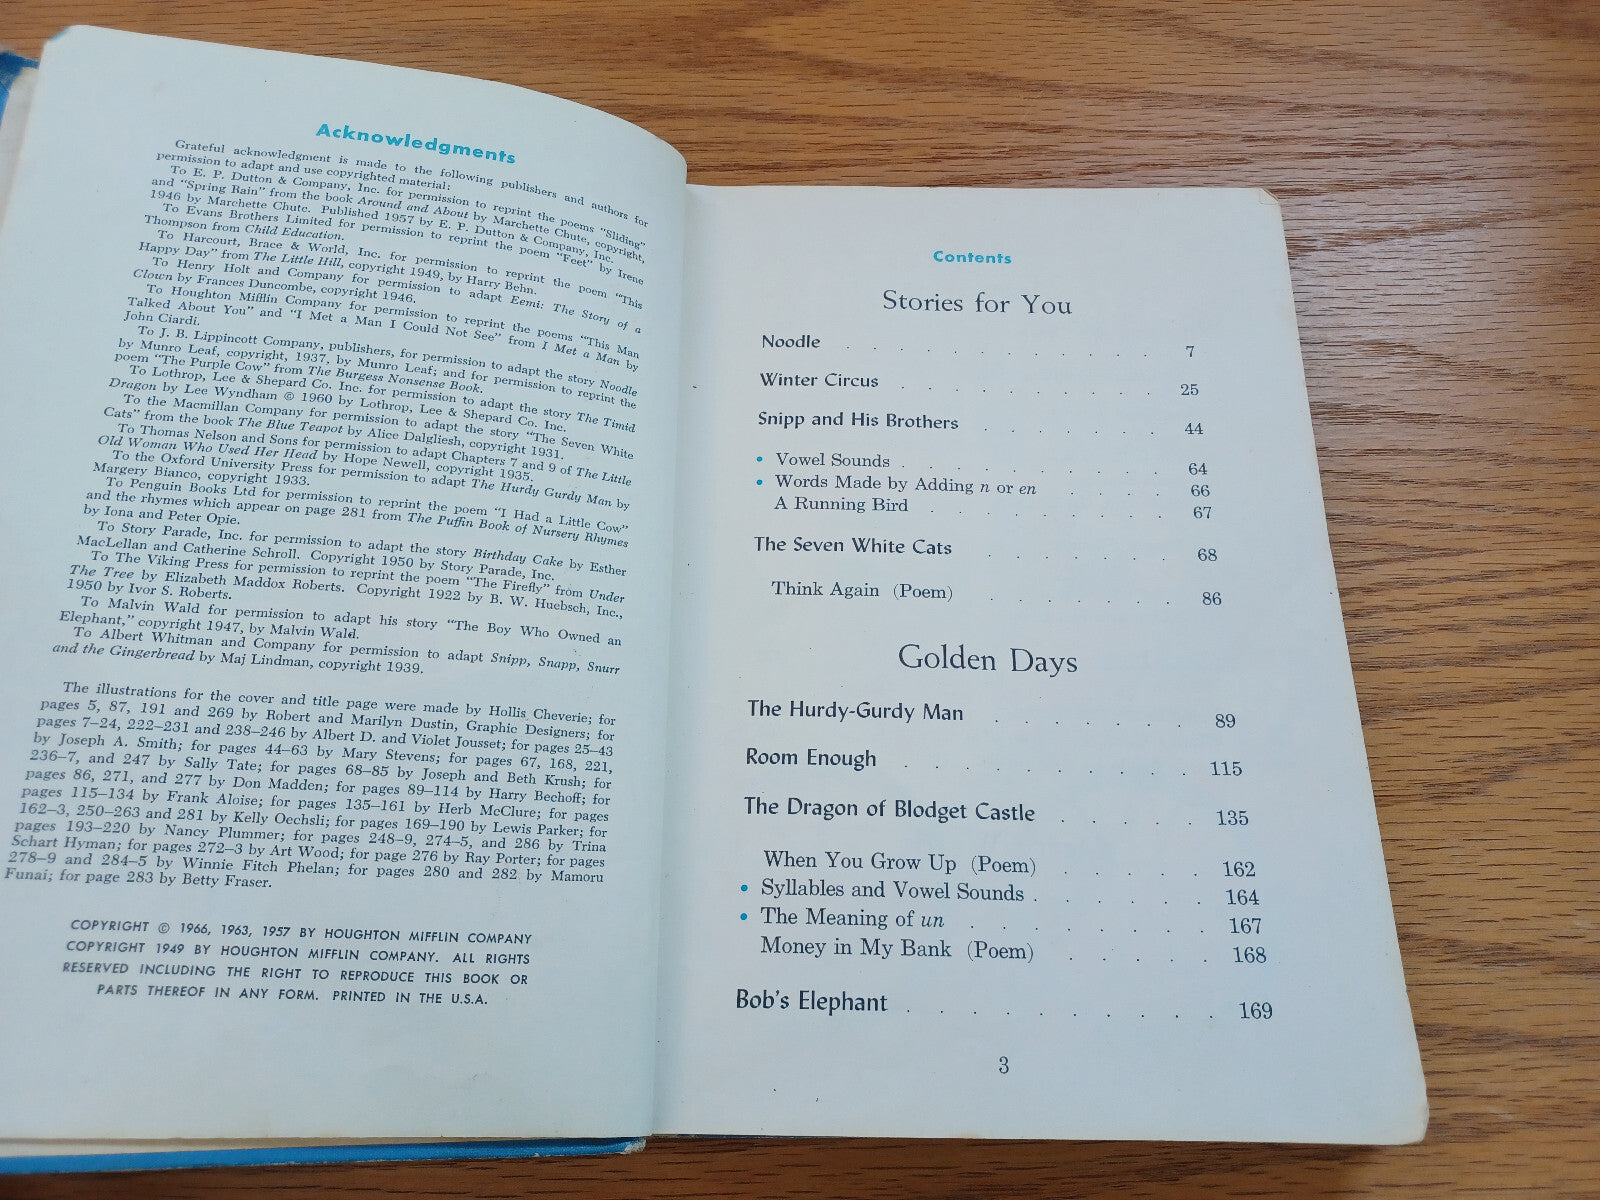 Acknowledgments
Grateful acknowledgment is made to the following publishers and authors for
permission to adapt and use copyrighted material:
To E. P. Dutton & Company, Inc. for permission to reprint the poems "Sliding"
and "Spring Rain" from the book Around and About by Marchette Chute, copyright,
1946 by Marchette Chute. Published 1957 by E. P. Dutton & Company, Inc.
To Evans Brothers Limited for permission to reprint the poem "Feet" by Irene
Thompson from Child Education.
To Harcourt, Brace & World, Inc. for permission to reprint the poem "This
Happy Day" from The Little Hill, copyright 1949, by Harry Behn.
To Henry Holt and Company for permission to adapt Eemi: The Story of a
Clown by Frances Duncombe, copyright 1946.
To Houghton Mifflin Company for permission to reprint the poems "This Man
Talked About You" and "I Met a Man I Could Not See" from I Met a Man by
John Ciardi.
To J. B. Lippincott Company, publishers, for permission to adapt the story Noodle
by Munro Leaf, copyright, 1937, by Munro Leaf; and for permission to reprint the
poem "The Purple Cow" from The Burgess Nonsense Book.
To Lothrop, Lee & Shepard Co. Inc. for permission to adapt the story The Timid
Dragon by Lee Wyndham © 1960 by Lothrop, Lee & Shepard Co. Inc.
To the Macmillan Company for permission to adapt the story "The Seven White
Cats" from the book The Blue Teapot by Alice Dalgliesh, copyright 1931.
To Thomas Nelson and Sons for permission to adapt Chapters 7 and 9 of The Little
Old Woman Who Used Her Head by Hope Newell, copyright 1935.
To the Oxford University Press for permission to adapt The Hurdy Gurdy Man by
Margery Bianco, copyright 1933.
To Penguin Books Ltd for permission to reprint the poem "I Had a Little Cow"
and the rhymes which appear on page 281 from The Puffin Book of Nursery Rhymes
by Iona and Peter Opie.
To Story Parade, Inc. for permission to adapt the story Birthday Cake by Esther
MacLellan and Catherine Schroll. Copyright 1950 by Story Parade, Inc.
To The Viking Press for permission to reprint the poem "The Firefly" from Under
The Tree by Elizabeth Maddox Roberts. Copyright 1922 by B. W. Huebsch, Inc.,
1950 by Ivor S. Roberts.
To Malvin Wald for permission to adapt his story "The Boy Who Owned an
Elephant," copyright 1947, by Malvin Wald.
To Albert Whitman and Company for permission to adapt Snipp, Snapp, Snurr
and the Gingerbread by Maj Lindman, copyright 1939.
The illustrations for the cover and title page were made by Hollis Cheverie; for
pages 5, 87, 191 and 269 by Robert and Marilyn Dustin, Graphic Designers; for
pages 7–24, 222–231 and 238–246 by Albert D. and Violet Jousset; for pages 25–43
by Joseph A. Smith; for pages 44–63 by Mary Stevens; for pages 67, 168, 221,
236–7, and 247 by Sally Tate; for pages 68–85 by Joseph and Beth Krush; for
pages 86, 271, and 277 by Don Madden; for pages 89–114 by Harry Bechoff; for
pages 115–134 by Frank Aloise; for pages 135–161 by Herb McClure; for pages
162–3, 250–263 and 281 by Kelly Oechsli; for pages 169–190 by Lewis Parker; for
pages 193–220 by Nancy Plummer; for pages 248–9, 274–5, and 286 by Trina
Schart Hyman; for pages 272–3 by Art Wood; for page 276 by Ray Porter; for pages
278–9 and 284–5 by Winnie Fitch Phelan; for pages 280 and 282 by Mamoru
Funai; for page 283 by Betty Fraser.
COPYRIGHT © 1966, 1963, 1957 BY HOUGHTON MIFFLIN COMPANY
COPYRIGHT 1949 BY HOUGHTON MIFFLIN COMPANY. ALL RIGHTS
RESERVED INCLUDING THE RIGHT TO REPRODUCE THIS BOOK OR
PARTS THEREOF IN ANY FORM. PRINTED IN THE U.S.A.
Contents
Stories for You
Noodle . . . . . . . . . . . . 7
Winter Circus . . . . . . . . . . 25
Snipp and His Brothers . . . . . . . 44
• Vowel Sounds . . . . . . . . . . 64
• Words Made by Adding n or en . . . . 66
A Running Bird . . . . . . . . . 67
The Seven White Cats . . . . . . . 68
Think Again (Poem) . . . . . . . 86
Golden Days
The Hurdy-Gurdy Man . . . . . . . 89
Room Enough . . . . . . . . . . 115
The Dragon of Blodget Castle . . . . . 135
When You Grow Up (Poem) . . . . . 162
• Syllables and Vowel Sounds . . . . . . 164
• The Meaning of un . . . . . . . . 167
Money in My Bank (Poem) . . . . . 168
Bob's Elephant . . . . . . . . . . 169
3